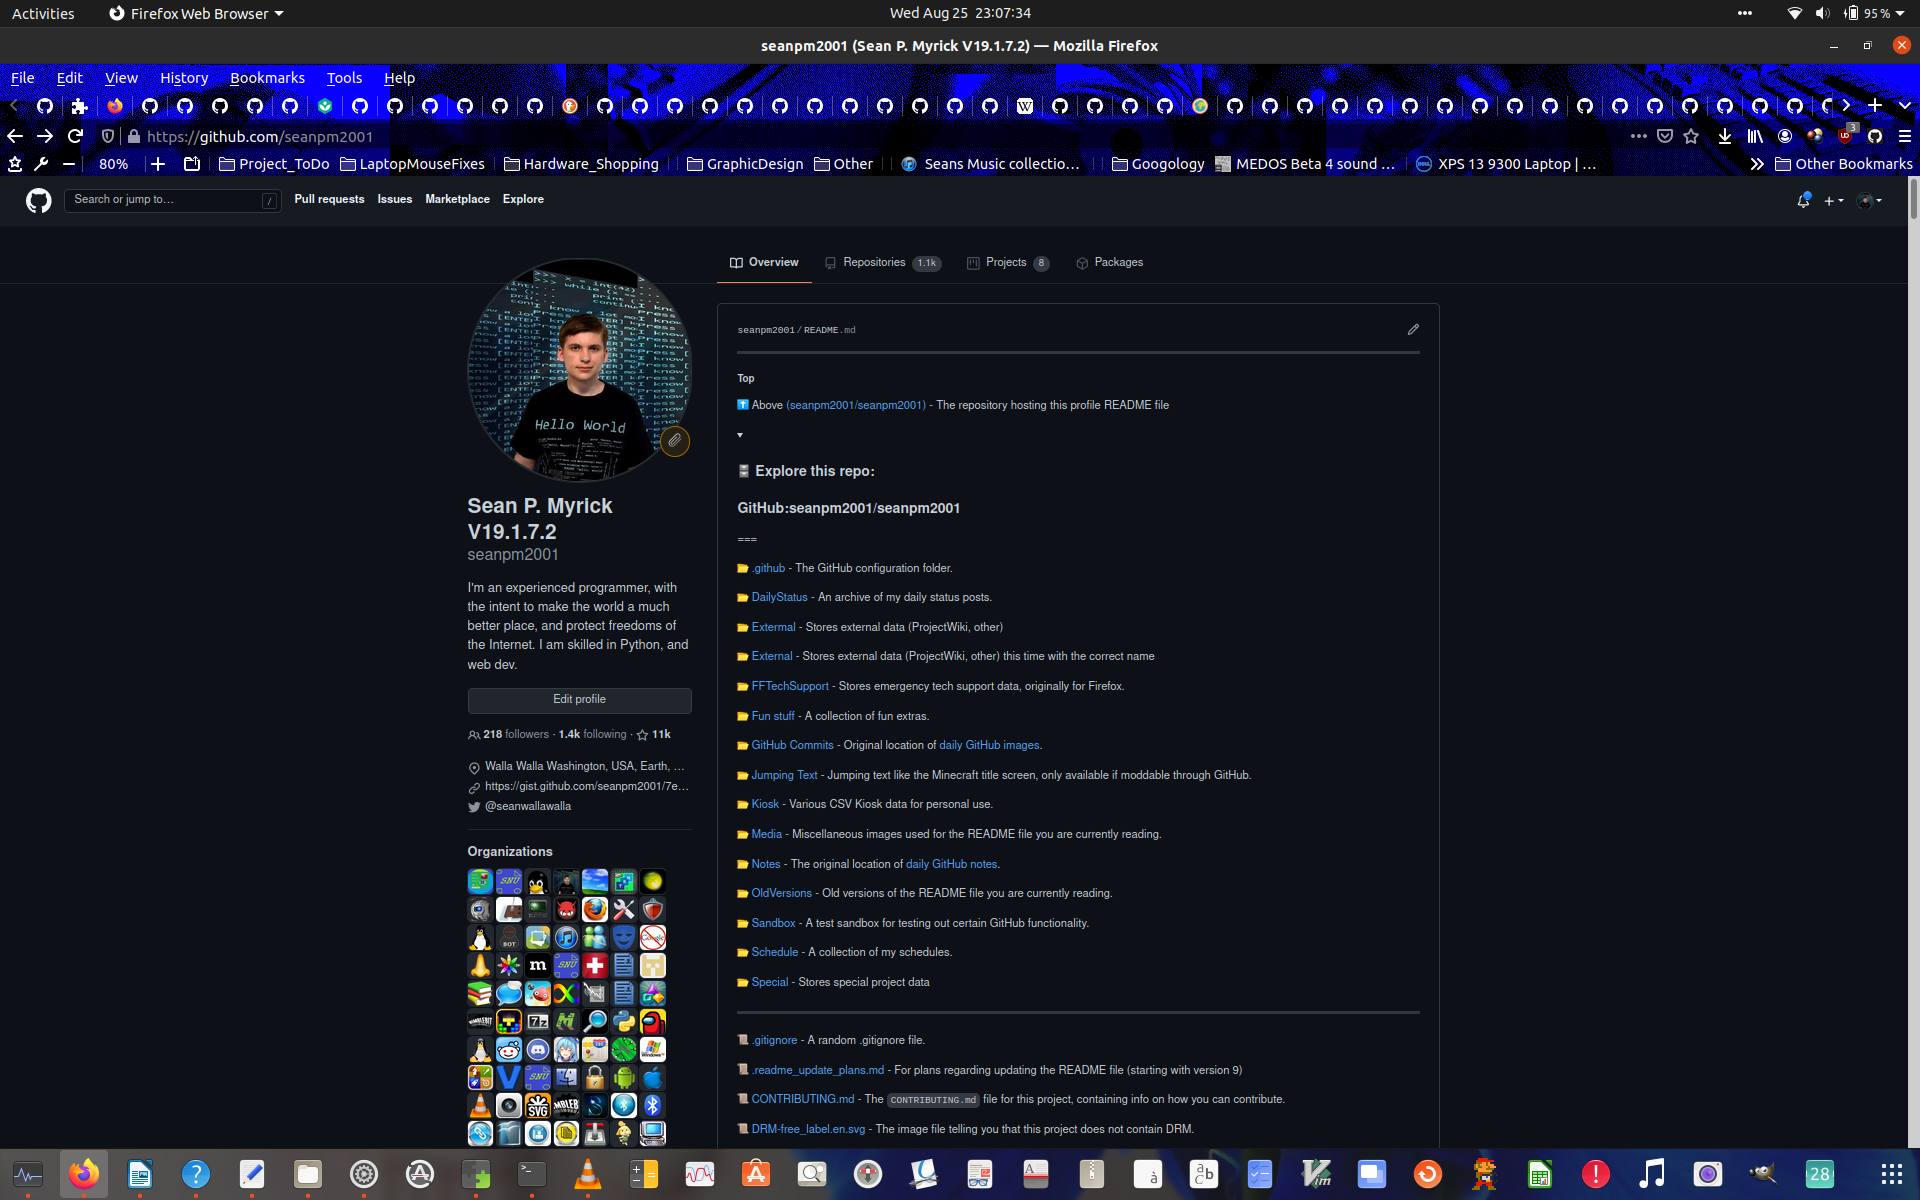 Activities
Firefox Web Browser
Wed Aug 25 23:07:34
95 %
seanpm2001 (Sean P. Myrick V19.1.7.2) — Mozilla Firefox
File Edit View History Bookmarks Tools Help
https://github.com/seanpm2001
3
80%
Project_ToDo
LaptopMouseFixes
Hardware_Shopping
GraphicDesign
Other
Seans Music collectio…
Googology
MEDOS Beta 4 sound …
XPS 13 9300 Laptop | …
Other Bookmarks
Search or jump to…
/
Pull requests
Issues
Marketplace
Explore
Overview
Repositories 1.1k
Projects 8
Packages
Hello World
Sean P. Myrick
V19.1.7.2
seanpm2001
I'm an experienced programmer, with
the intent to make the world a much
better place, and protect freedoms of
the Internet. I am skilled in Python, and
web dev.
Edit profile
218 followers · 1.4k following · 11k
Walla Walla Washington, USA, Earth, …
https://gist.github.com/seanpm2001/7e…
@seanwallawalla
Organizations
seanpm2001/README.md
Top
Above (seanpm2001/seanpm2001) - The repository hosting this profile README file
Explore this repo:
GitHub:seanpm2001/seanpm2001
===
.github - The GitHub configuration folder.
DailyStatus - An archive of my daily status posts.
Extermal - Stores external data (ProjectWiki, other)
External - Stores external data (ProjectWiki, other) this time with the correct name
FFTechSupport - Stores emergency tech support data, originally for Firefox.
Fun stuff - A collection of fun extras.
GitHub Commits - Original location of daily GitHub images.
Jumping Text - Jumping text like the Minecraft title screen, only available if moddable through GitHub.
Kiosk - Various CSV Kiosk data for personal use.
Media - Miscellaneous images used for the README file you are currently reading.
Notes - The original location of daily GitHub notes.
OldVersions - Old versions of the README file you are currently reading.
Sandbox - A test sandbox for testing out certain GitHub functionality.
Schedule - A collection of my schedules.
Special - Stores special project data
.gitignore - A random .gitignore file.
.readme_update_plans.md - For plans regarding updating the README file (starting with version 9)
CONTRIBUTING.md - The CONTRIBUTING.md file for this project, containing info on how you can contribute.
DRM-free_label.en.svg - The image file telling you that this project does not contain DRM.
28